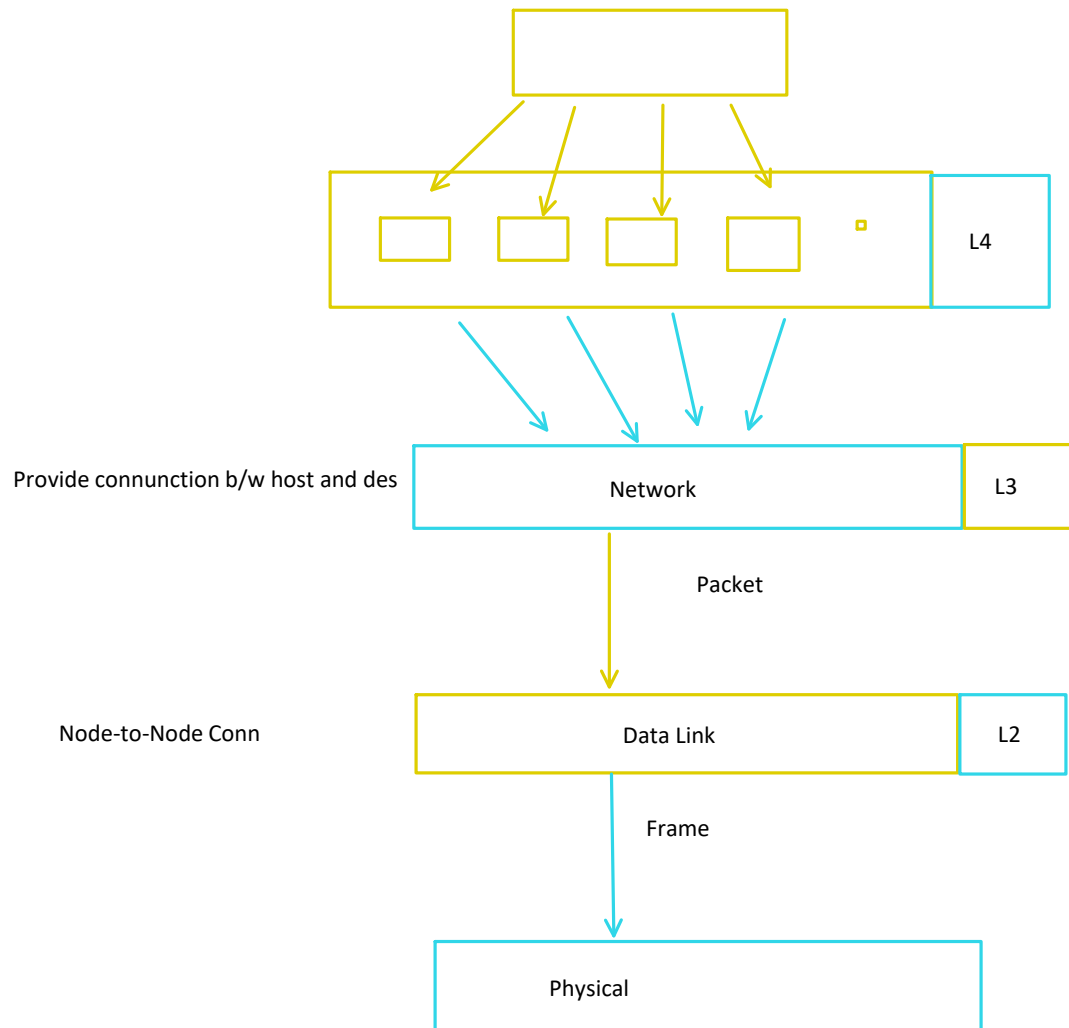 L4
Provide connunction b/w host and des
Network
L3
Packet
Node-to-Node Conn
Data Link
L2
Frame
Physical